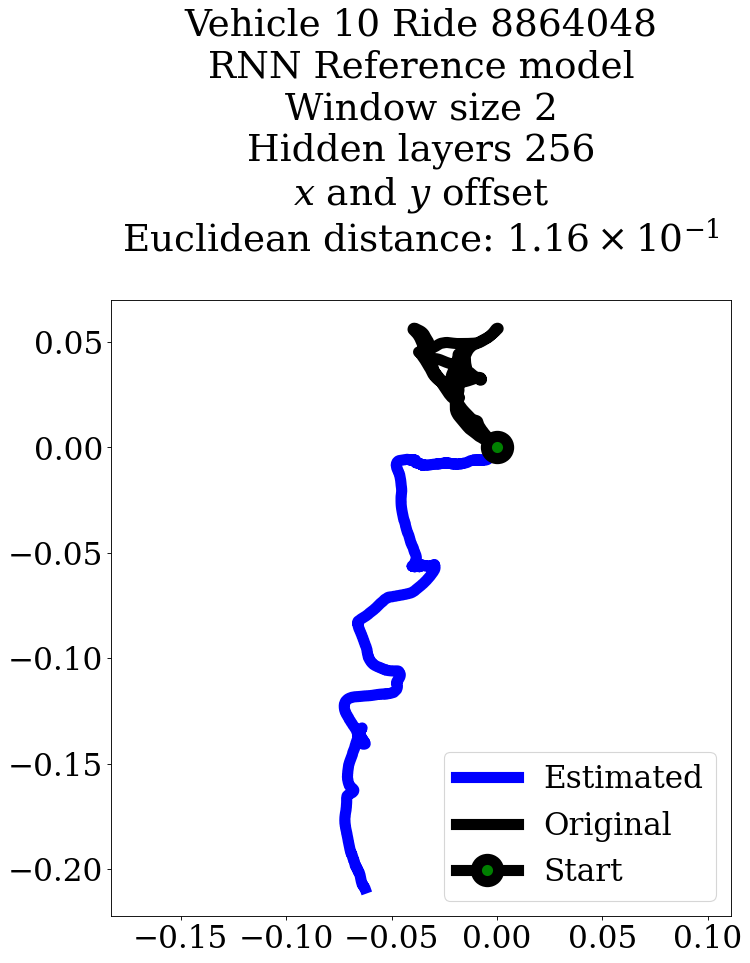 Vehicle 10 Ride 8864048
RNN Reference model
Window size 2
Hidden layers 256
x and y offset
Euclidean distance: 1.16 × 10⁻¹
0.05
0.00
−0.05
−0.10
−0.15
−0.20
Estimated
Original
Start
−0.15 −0.10 −0.05 0.00 0.05 0.10